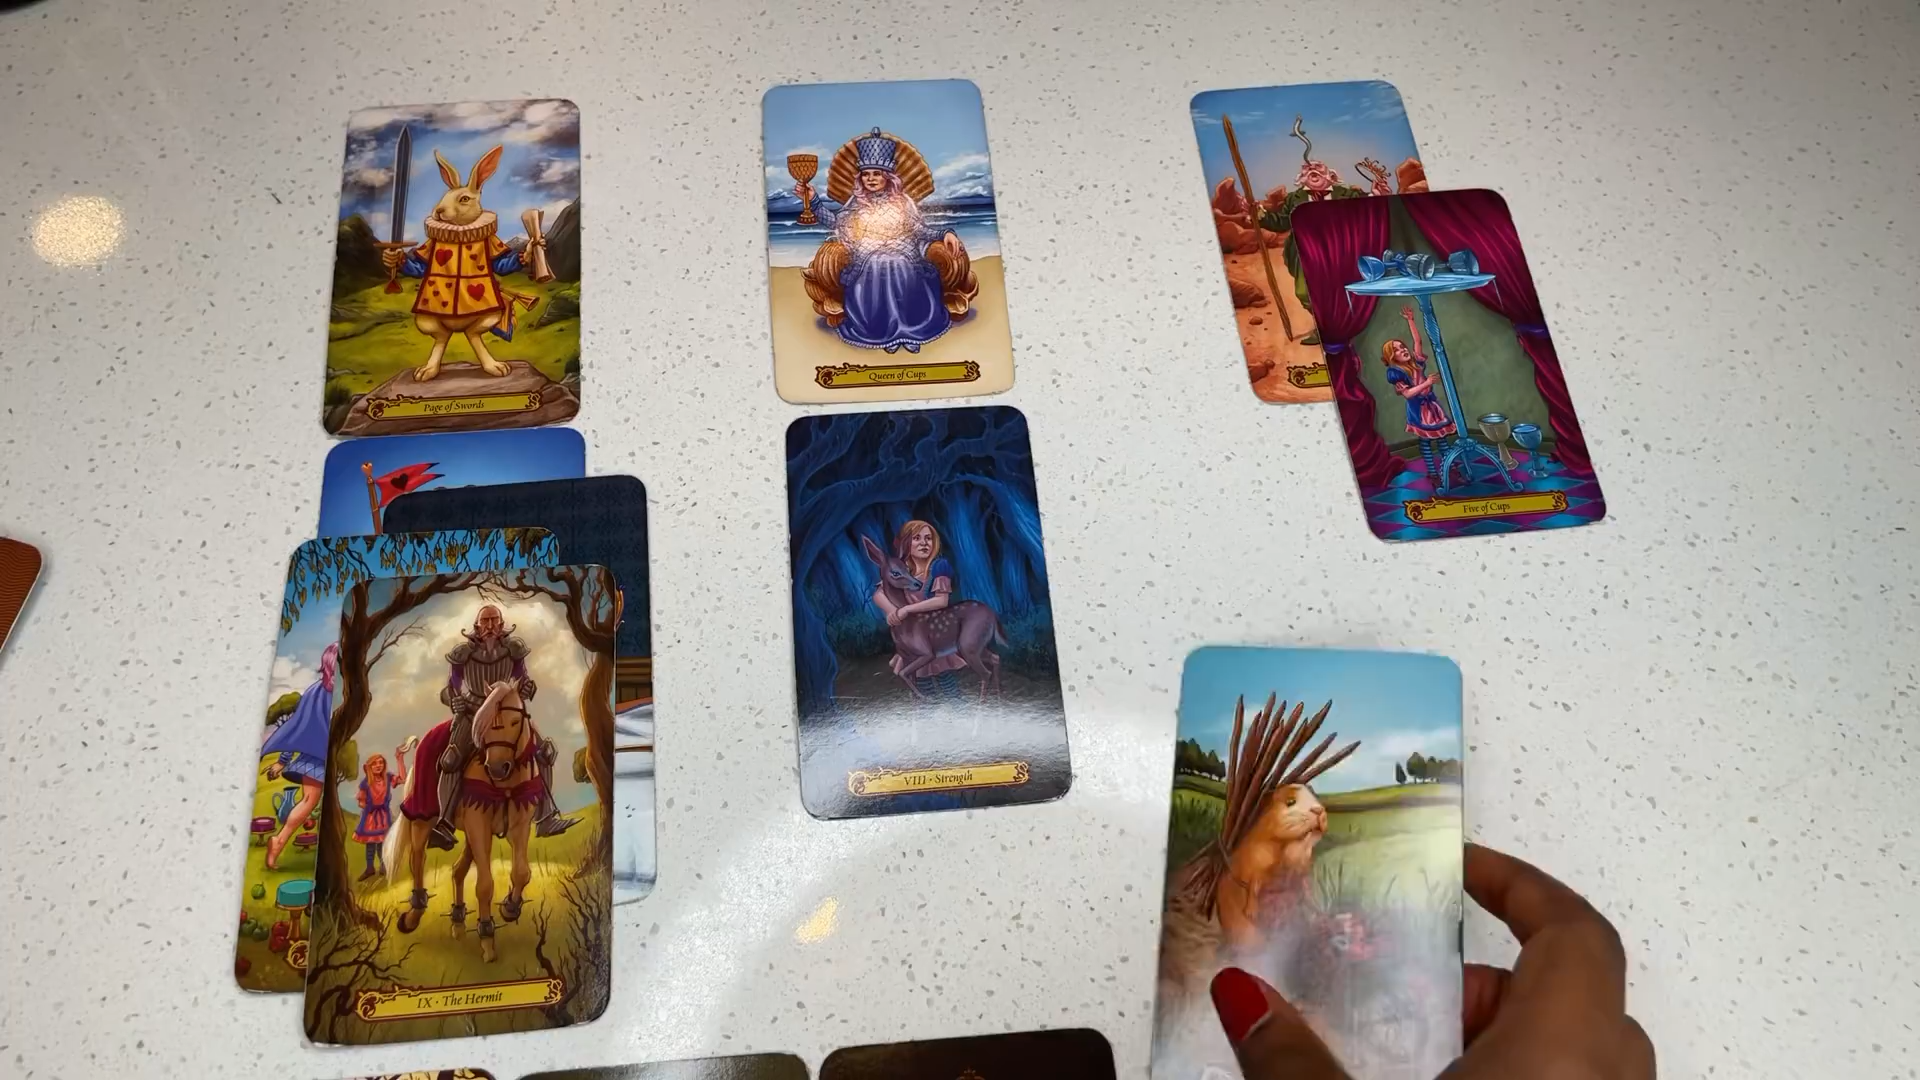 Page of Swords
Queen of Cups
Five of Cups
VIII • Strength
IX • The Hermit